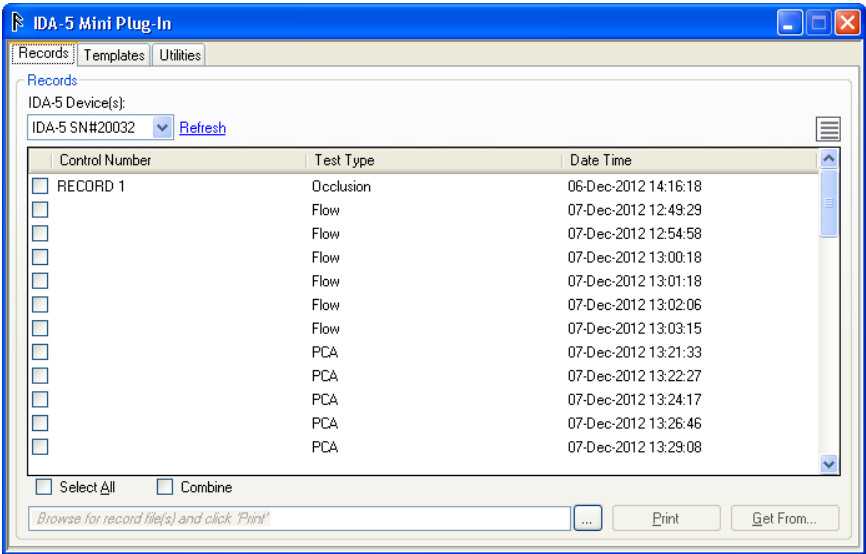 IDA-5 Mini Plug-In
Records Templates Utilities
Records
IDA-5 Device(s):
IDA-5 SN#20032 Refresh
Control Number Test Type Date Time
RECORD 1 Occlusion 06-Dec-2012 14:16:18
Flow 07-Dec-2012 12:49:29
Flow 07-Dec-2012 12:54:58
Flow 07-Dec-2012 13:00:18
Flow 07-Dec-2012 13:01:18
Flow 07-Dec-2012 13:02:06
Flow 07-Dec-2012 13:03:15
PCA 07-Dec-2012 13:21:33
PCA 07-Dec-2012 13:22:27
PCA 07-Dec-2012 13:24:17
PCA 07-Dec-2012 13:26:46
PCA 07-Dec-2012 13:29:08
Select All Combine
Browse for record file(s) and click 'Print' ... Print Get From...